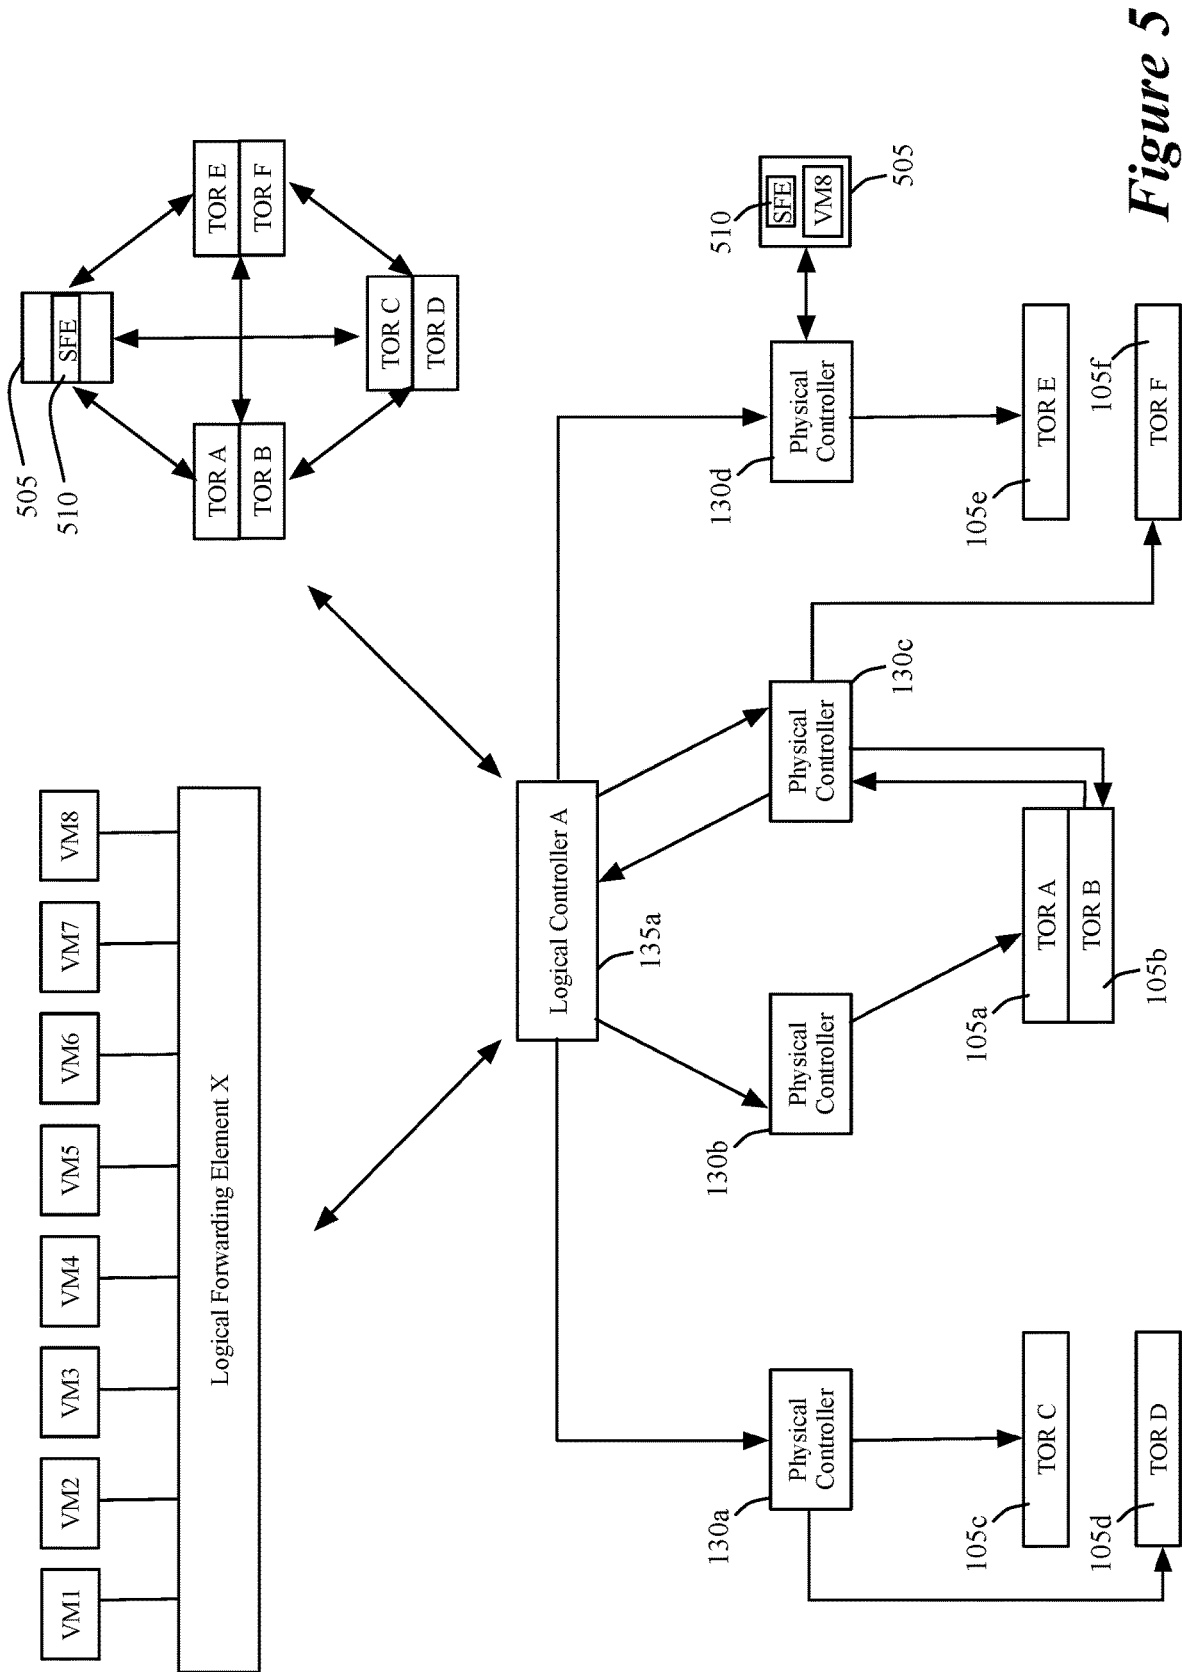 VM1
VM2
VM3
VM4
VM5
VM6
VM7
VM8
Logical Forwarding Element X
505
510
SFE
TOR A
TOR B
TOR E
TOR F
TOR C
TOR D
Logical Controller A
135a
Physical
Controller
130a
Physical
Controller
130b
Physical
Controller
130c
Physical
Controller
130d
510
SFE
VM8
505
TOR C
105c
TOR D
105d
TOR A
TOR B
105a
105b
TOR E
105e
TOR F
105f
Figure 5